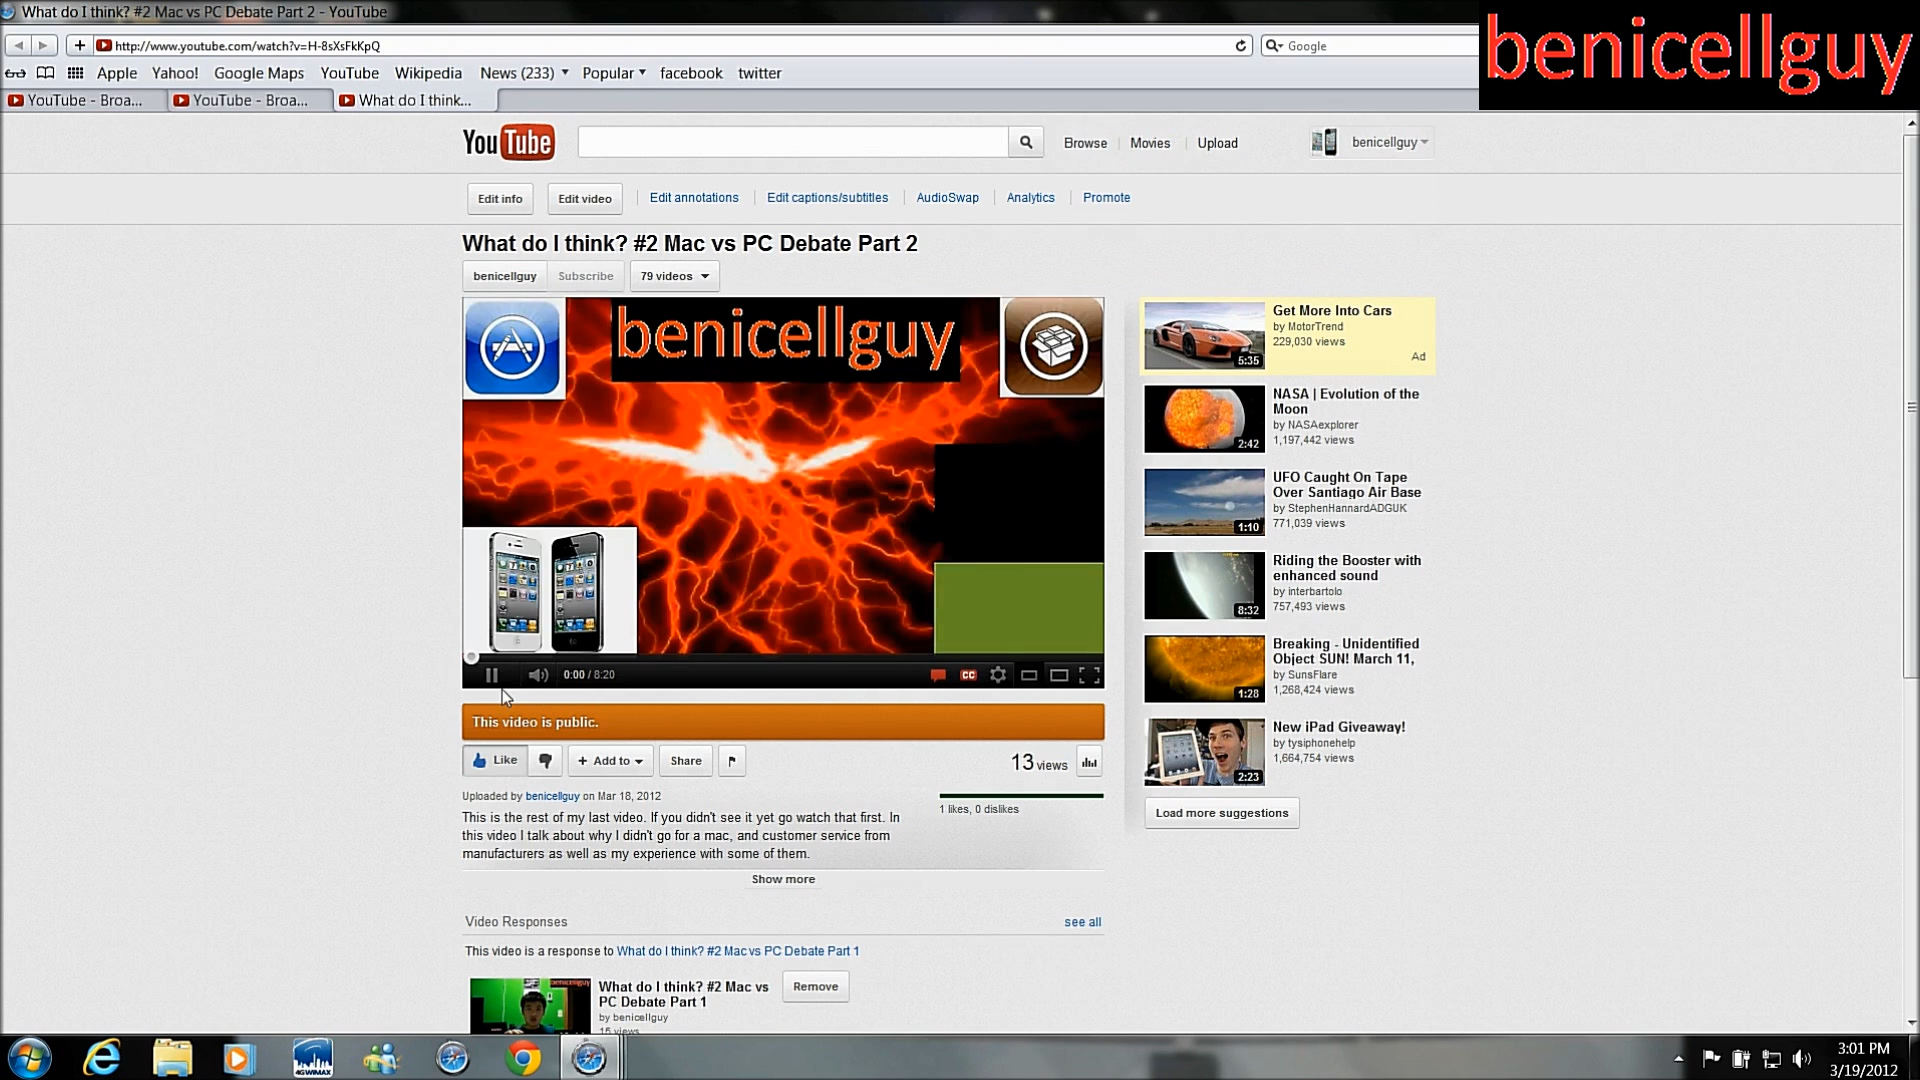 What do I think? #2 Mac vs PC Debate Part 2 - YouTube
benicellguy
http://www.youtube.com/watch?v=H-8sXsFkKpQ
Google
Apple Yahoo! Google Maps YouTube Wikipedia News (233) Popular facebook twitter
YouTube - Broa... YouTube - Broa... What do I think...
YouTube
Browse Movies Upload benicellguy
Edit info Edit video Edit annotations Edit captions/subtitles AudioSwap Analytics Promote
What do I think? #2 Mac vs PC Debate Part 2
benicellguy Subscribe 79 videos
benicellguy
0:00 / 8:20
CC
This video is public.
Like Add to Share
13 views
Uploaded by benicellguy on Mar 18, 2012
1 likes, 0 dislikes
This is the rest of my last video. If you didn't see it yet go watch that first. In
this video I talk about why I didn't go for a mac, and customer service from
manufacturers as well as my experience with some of them.
Show more
Video Responses see all
This video is a response to What do I think? #2 Mac vs PC Debate Part 1
What do I think? #2 Mac vs
PC Debate Part 1
by benicellguy
15 views
Remove
benicellguy
Get More Into Cars
by MotorTrend
229,030 views
Ad
5:35
NASA | Evolution of the
Moon
by NASAexplorer
1,197,442 views
2:42
UFO Caught On Tape
Over Santiago Air Base
by StephenHannardADGUK
771,039 views
1:10
Riding the Booster with
enhanced sound
by interbartolo
757,493 views
8:32
Breaking - Unidentified
Object SUN! March 11,
by SunsFlare
1,268,424 views
1:28
New iPad Giveaway!
by tysiphonehelp
1,664,754 views
2:23
Load more suggestions
4G WIMAX
3:01 PM
3/19/2012